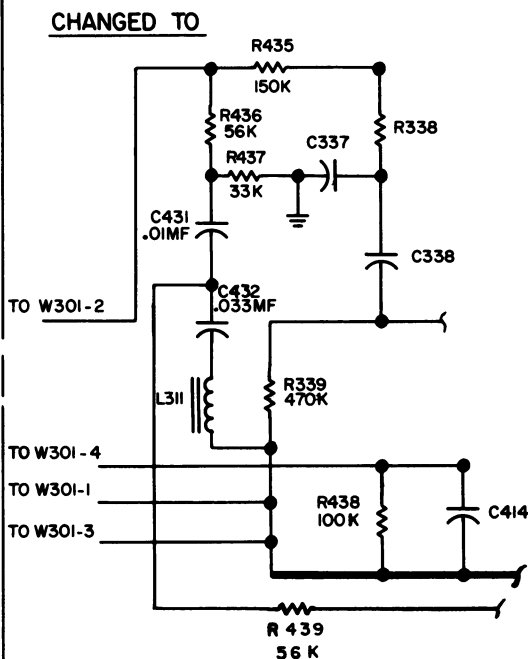 CHANGED TO
R435
150K
R436
56K
R437
33K
C337
R338
C431
.01MF
C338
C432
.033MF
TO W301-2
L311
R339
470K
TO W301-4
TO W301-1
TO W301-3
R438
100K
C414
R 439
56K